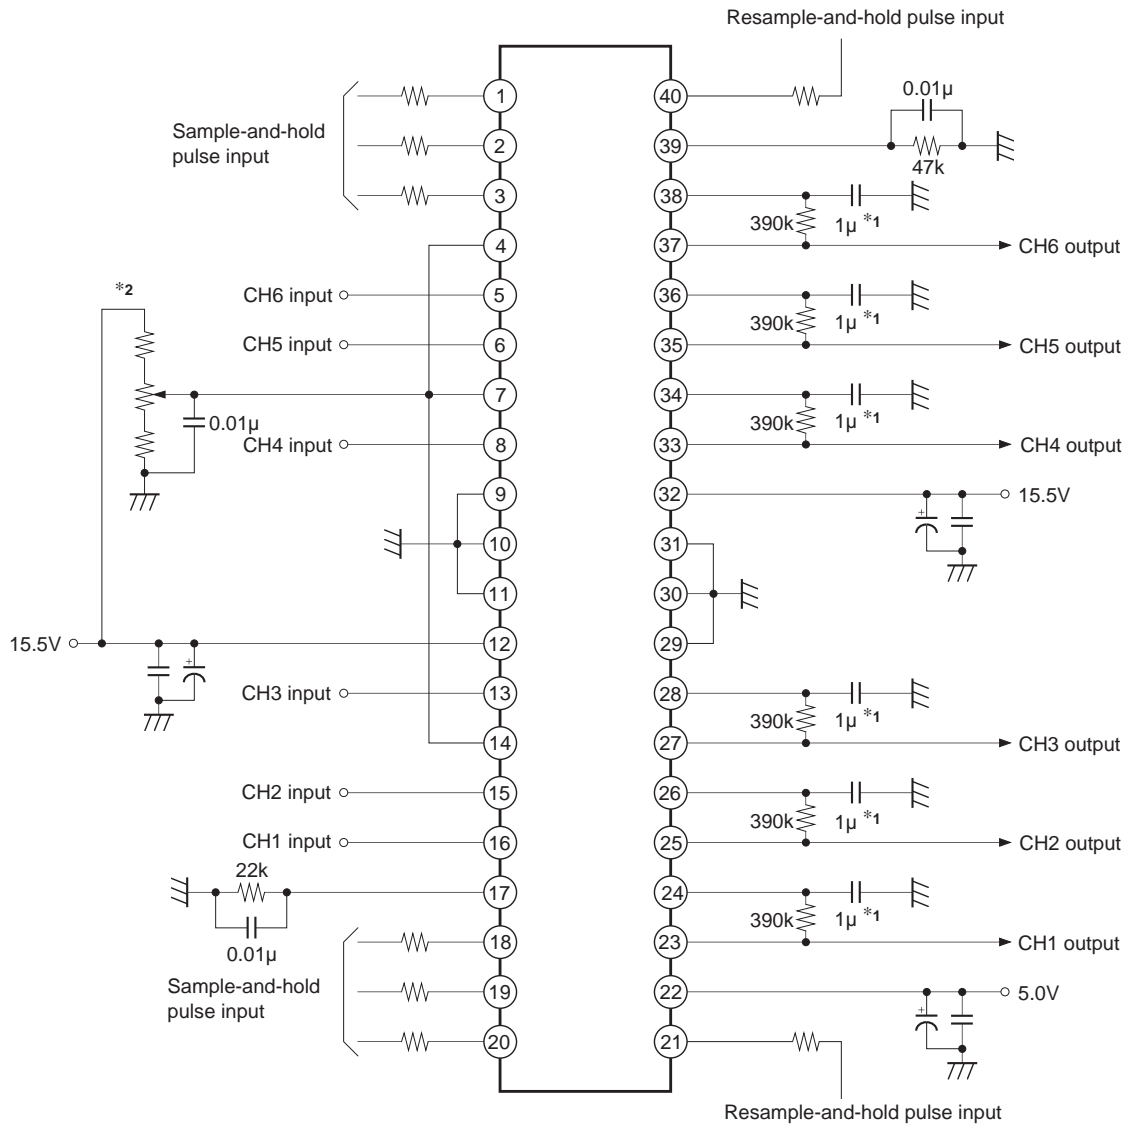 Resample-and-hold pulse input
1
40
0.01µ
Sample-and-hold
pulse input
2
39
47k
3
38
390k
1µ *1
4
37
CH6 output
*2
CH6 input
5
36
390k
1µ *1
CH5 input
6
35
CH5 output
7
34
0.01µ
390k
1µ *1
CH4 input
8
33
CH4 output
9
32
+
15.5V
10
31
11
30
15.5V
+
12
29
CH3 input
13
28
390k
1µ *1
14
27
CH3 output
CH2 input
15
26
390k
1µ *1
CH1 input
16
25
CH2 output
22k
17
24
0.01µ
390k
1µ *1
18
23
CH1 output
Sample-and-hold
pulse input
19
22
+
5.0V
20
21
Resample-and-hold pulse input